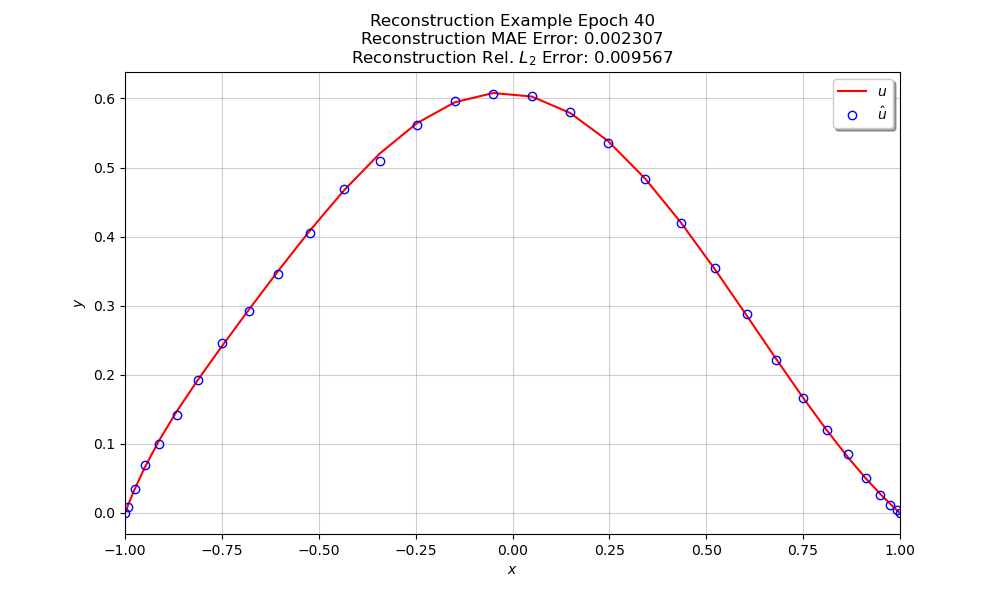 Reconstruction Example Epoch 40
Reconstruction MAE Error: 0.002307
Reconstruction Rel. $L_2$ Error: 0.009567
u
û
y
0.6
0.5
0.4
0.3
0.2
0.1
0.0
−1.00 −0.75 −0.50 −0.25 0.00 0.25 0.50 0.75 1.00
x